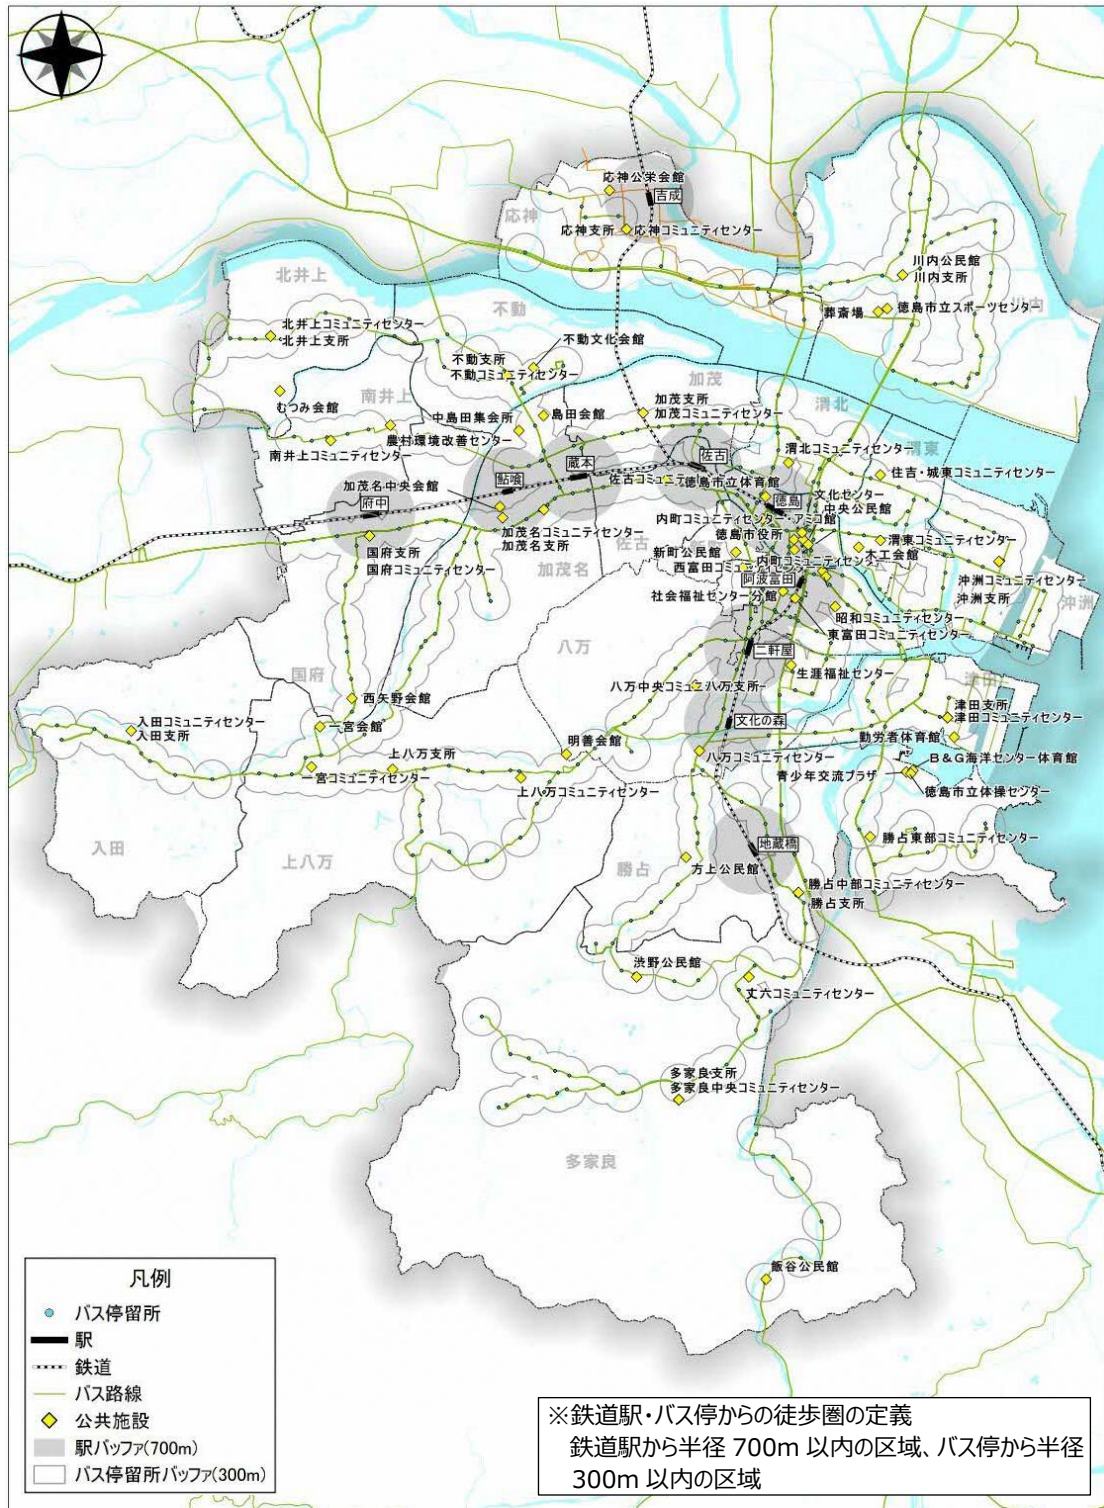 応神公栄会館
吉成
応神
応神支所
応神コミュニティセンター
川内公民館
川内支所
北井上
葬斎場
徳島市立スポーツセンター
川内
不動
北井上コミュニティセンター
北井上支所
不動文化会館
不動支所
不動コミュニティセンター
加茂
加茂支所
加茂コミュニティセンター
渭北
むつみ会館
南井上
中島田集会所
島田会館
農村環境改善センター
南井上コミュニティセンター
渭東
渭北コミュニティセンター
住吉・城東コミュニティセンター
佐古
蔵本
鮎喰
佐古コミュニテ
徳島市立体育館
加茂名中央会館
府中
徳島
文化センター
中央公民館
内町コミュニティセンター・アミコ館
徳島市役所
加茂名コミュニティセンター
加茂名支所
佐古
加茂名
国府支所
国府コミュニティセンター
新町公民館
内町コミュニティセンター
西富田コミュニティセ
渭東コミュニティセンター
木工会館
阿波富田
社会福祉センター分館
沖洲コミュニティセンター
沖洲支所
沖洲
昭和コミュニティセンター
東富田コミュニティセンター
八万
二軒屋
生涯福祉センター
国府
八万中央コミュニ
八万支所
津田
西矢野会館
津田支所
津田コミュニティセンター
入田コミュニティセンター
入田支所
一宮会館
文化の森
勤労者体育館
明善会館
上八万支所
八万コミュニティセンター
B&G海洋センター体育館
青少年交流プラザ
一宮コミュニティセンター
上八万コミュニティセンター
徳島市立体操センター
入田
上八万
勝占
地蔵橋
勝占東部コミュニティセンター
方上公民館
勝占中部コミュニティセンター
勝占支所
渋野公民館
丈六コミュニティセンター
多家良支所
多家良中央コミュニティセンター
多家良
飯谷公民館
凡例
バス停留所
駅
鉄道
バス路線
公共施設
駅バッファ(700m)
バス停留所バッファ(300m)
※鉄道駅・バス停からの徒歩圏の定義
鉄道駅から半径 700m 以内の区域、バス停から半径
300m 以内の区域